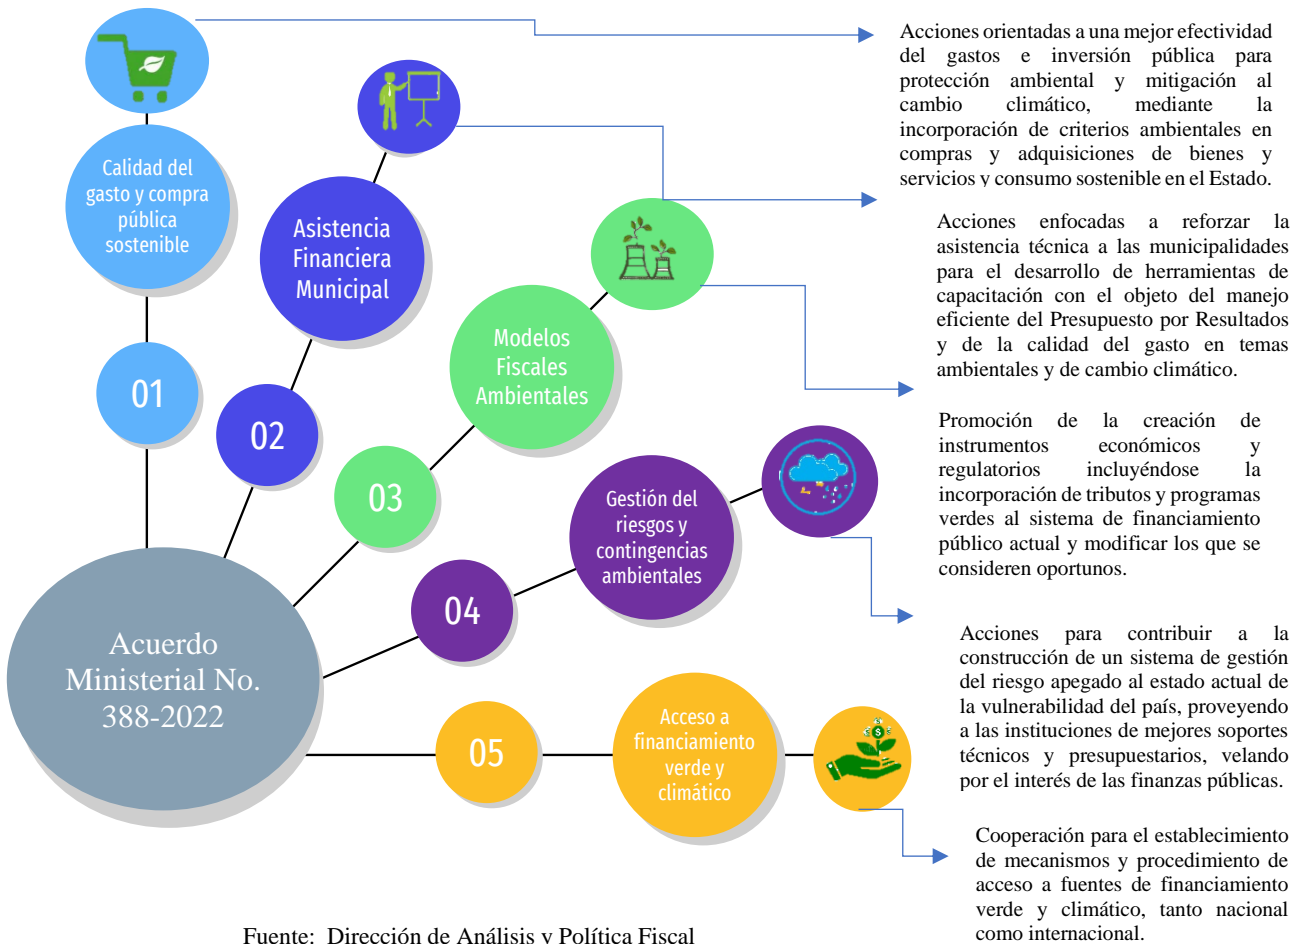 Calidad del
gasto y compra
pública
sostenible
01
Asistencia
Financiera
Municipal
02
Modelos
Fiscales
Ambientales
03
Gestión del
riesgos y
contingencias
ambientales
04
Acceso a
financiamiento
verde y
climático
05
Acuerdo
Ministerial No.
388-2022
Acciones orientadas a una mejor efectividad
del gastos e inversión pública para
protección ambiental y mitigación al
cambio climático, mediante la
incorporación de criterios ambientales en
compras y adquisiciones de bienes y
servicios y consumo sostenible en el Estado.
Acciones enfocadas a reforzar la
asistencia técnica a las municipalidades
para el desarrollo de herramientas de
capacitación con el objeto del manejo
eficiente del Presupuesto por Resultados
y de la calidad del gasto en temas
ambientales y de cambio climático.
Promoción de la creación de
instrumentos económicos y
regulatorios incluyéndose la
incorporación de tributos y programas
verdes al sistema de financiamiento
público actual y modificar los que se
consideren oportunos.
Acciones para contribuir a la
construcción de un sistema de gestión
del riesgo apegado al estado actual de
la vulnerabilidad del país, proveyendo
a las instituciones de mejores soportes
técnicos y presupuestarios, velando
por el interés de las finanzas públicas.
Cooperación para el establecimiento
de mecanismos y procedimiento de
acceso a fuentes de financiamiento
verde y climático, tanto nacional
como internacional.
Fuente: Dirección de Análisis y Política Fiscal